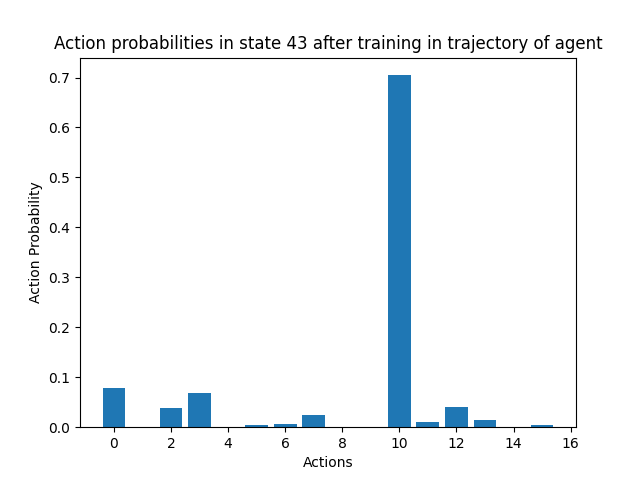 Action probabilities in state 43 after training in trajectory of agent
0.7
0.6
0.5
0.4
0.3
0.2
0.1
0.0
Action Probability
0 2 4 6 8 10 12 14 16
Actions